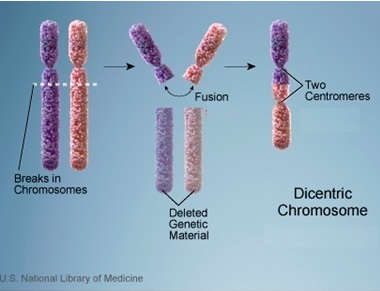 Fusion
Two
Centromeres
Breaks in
Chromosomes
Deleted
Genetic
Material
Dicentric
Chromosome
U.S. National Library of Medicine